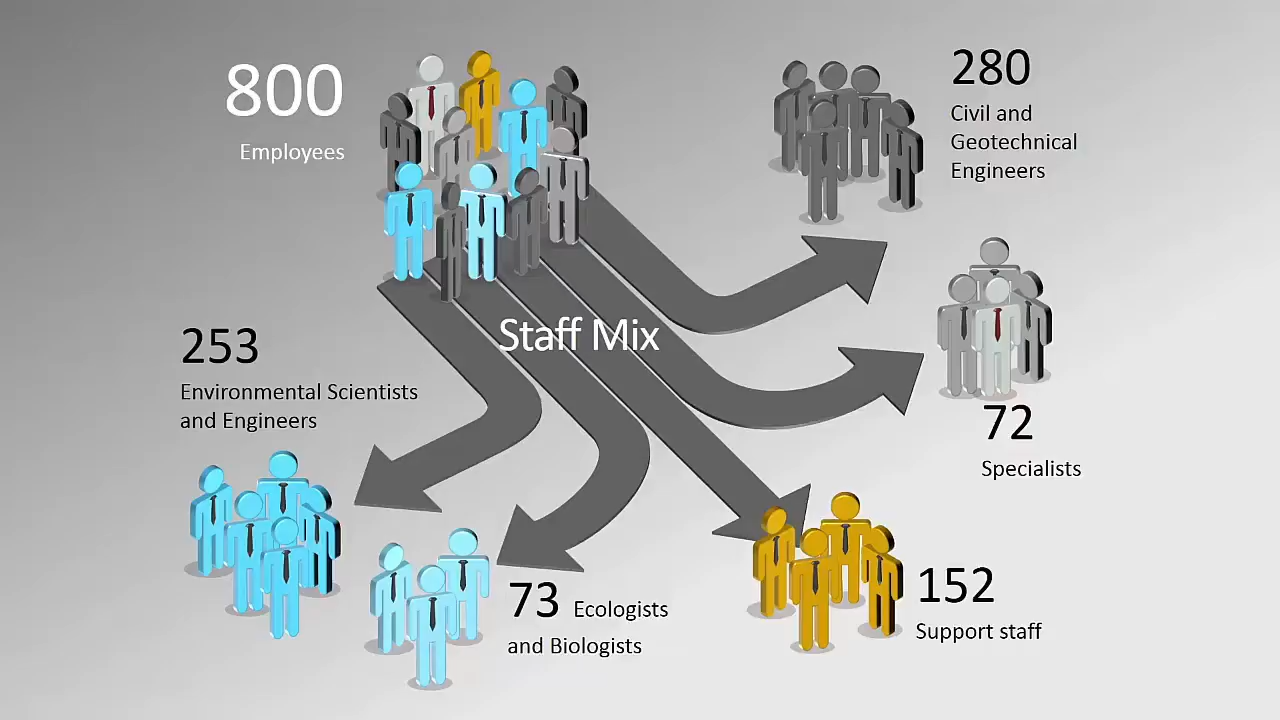 800
Employees
280
Civil and
Geotechnical
Engineers
Staff Mix
253
Environmental Scientists
and Engineers
72
Specialists
73 Ecologists
and Biologists
152
Support staff